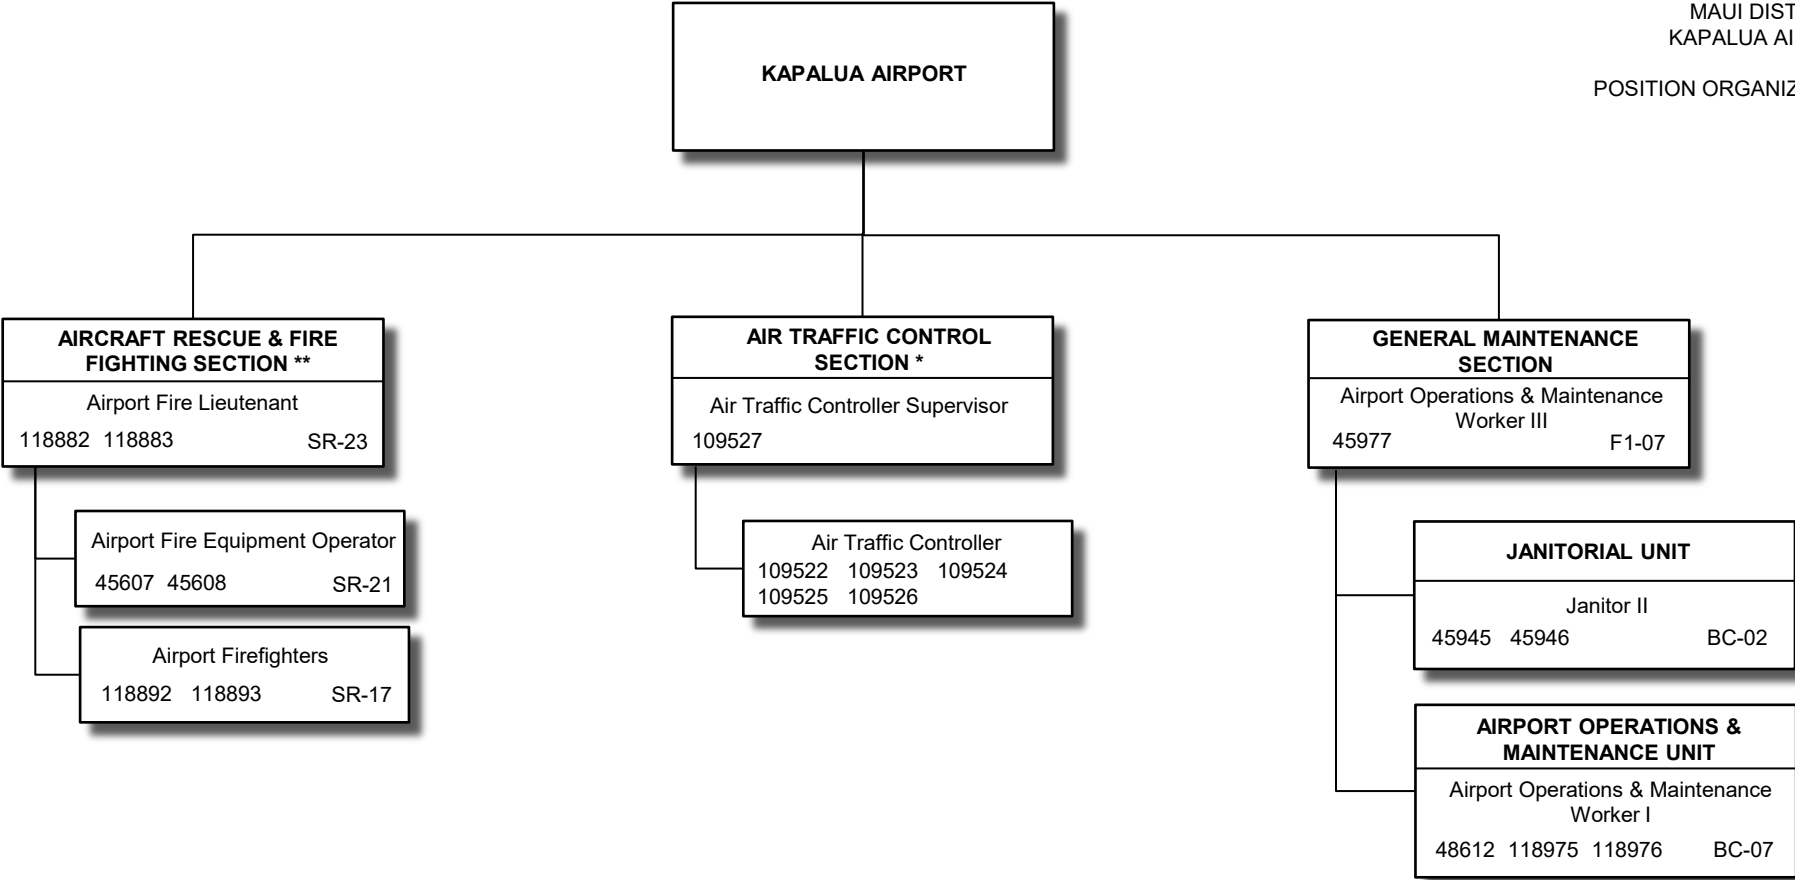 MAUI DIST
KAPALUA AI
POSITION ORGANIZ
KAPALUA AIRPORT
AIRCRAFT RESCUE & FIRE
FIGHTING SECTION **
Airport Fire Lieutenant
118882 118883 SR-23
Airport Fire Equipment Operator
45607 45608 SR-21
Airport Firefighters
118892 118893 SR-17
AIR TRAFFIC CONTROL
SECTION *
Air Traffic Controller Supervisor
109527
Air Traffic Controller
109522 109523 109524
109525 109526
GENERAL MAINTENANCE
SECTION
Airport Operations & Maintenance
Worker III
45977 F1-07
JANITORIAL UNIT
Janitor II
45945 45946 BC-02
AIRPORT OPERATIONS &
MAINTENANCE UNIT
Airport Operations & Maintenance
Worker I
48612 118975 118976 BC-07